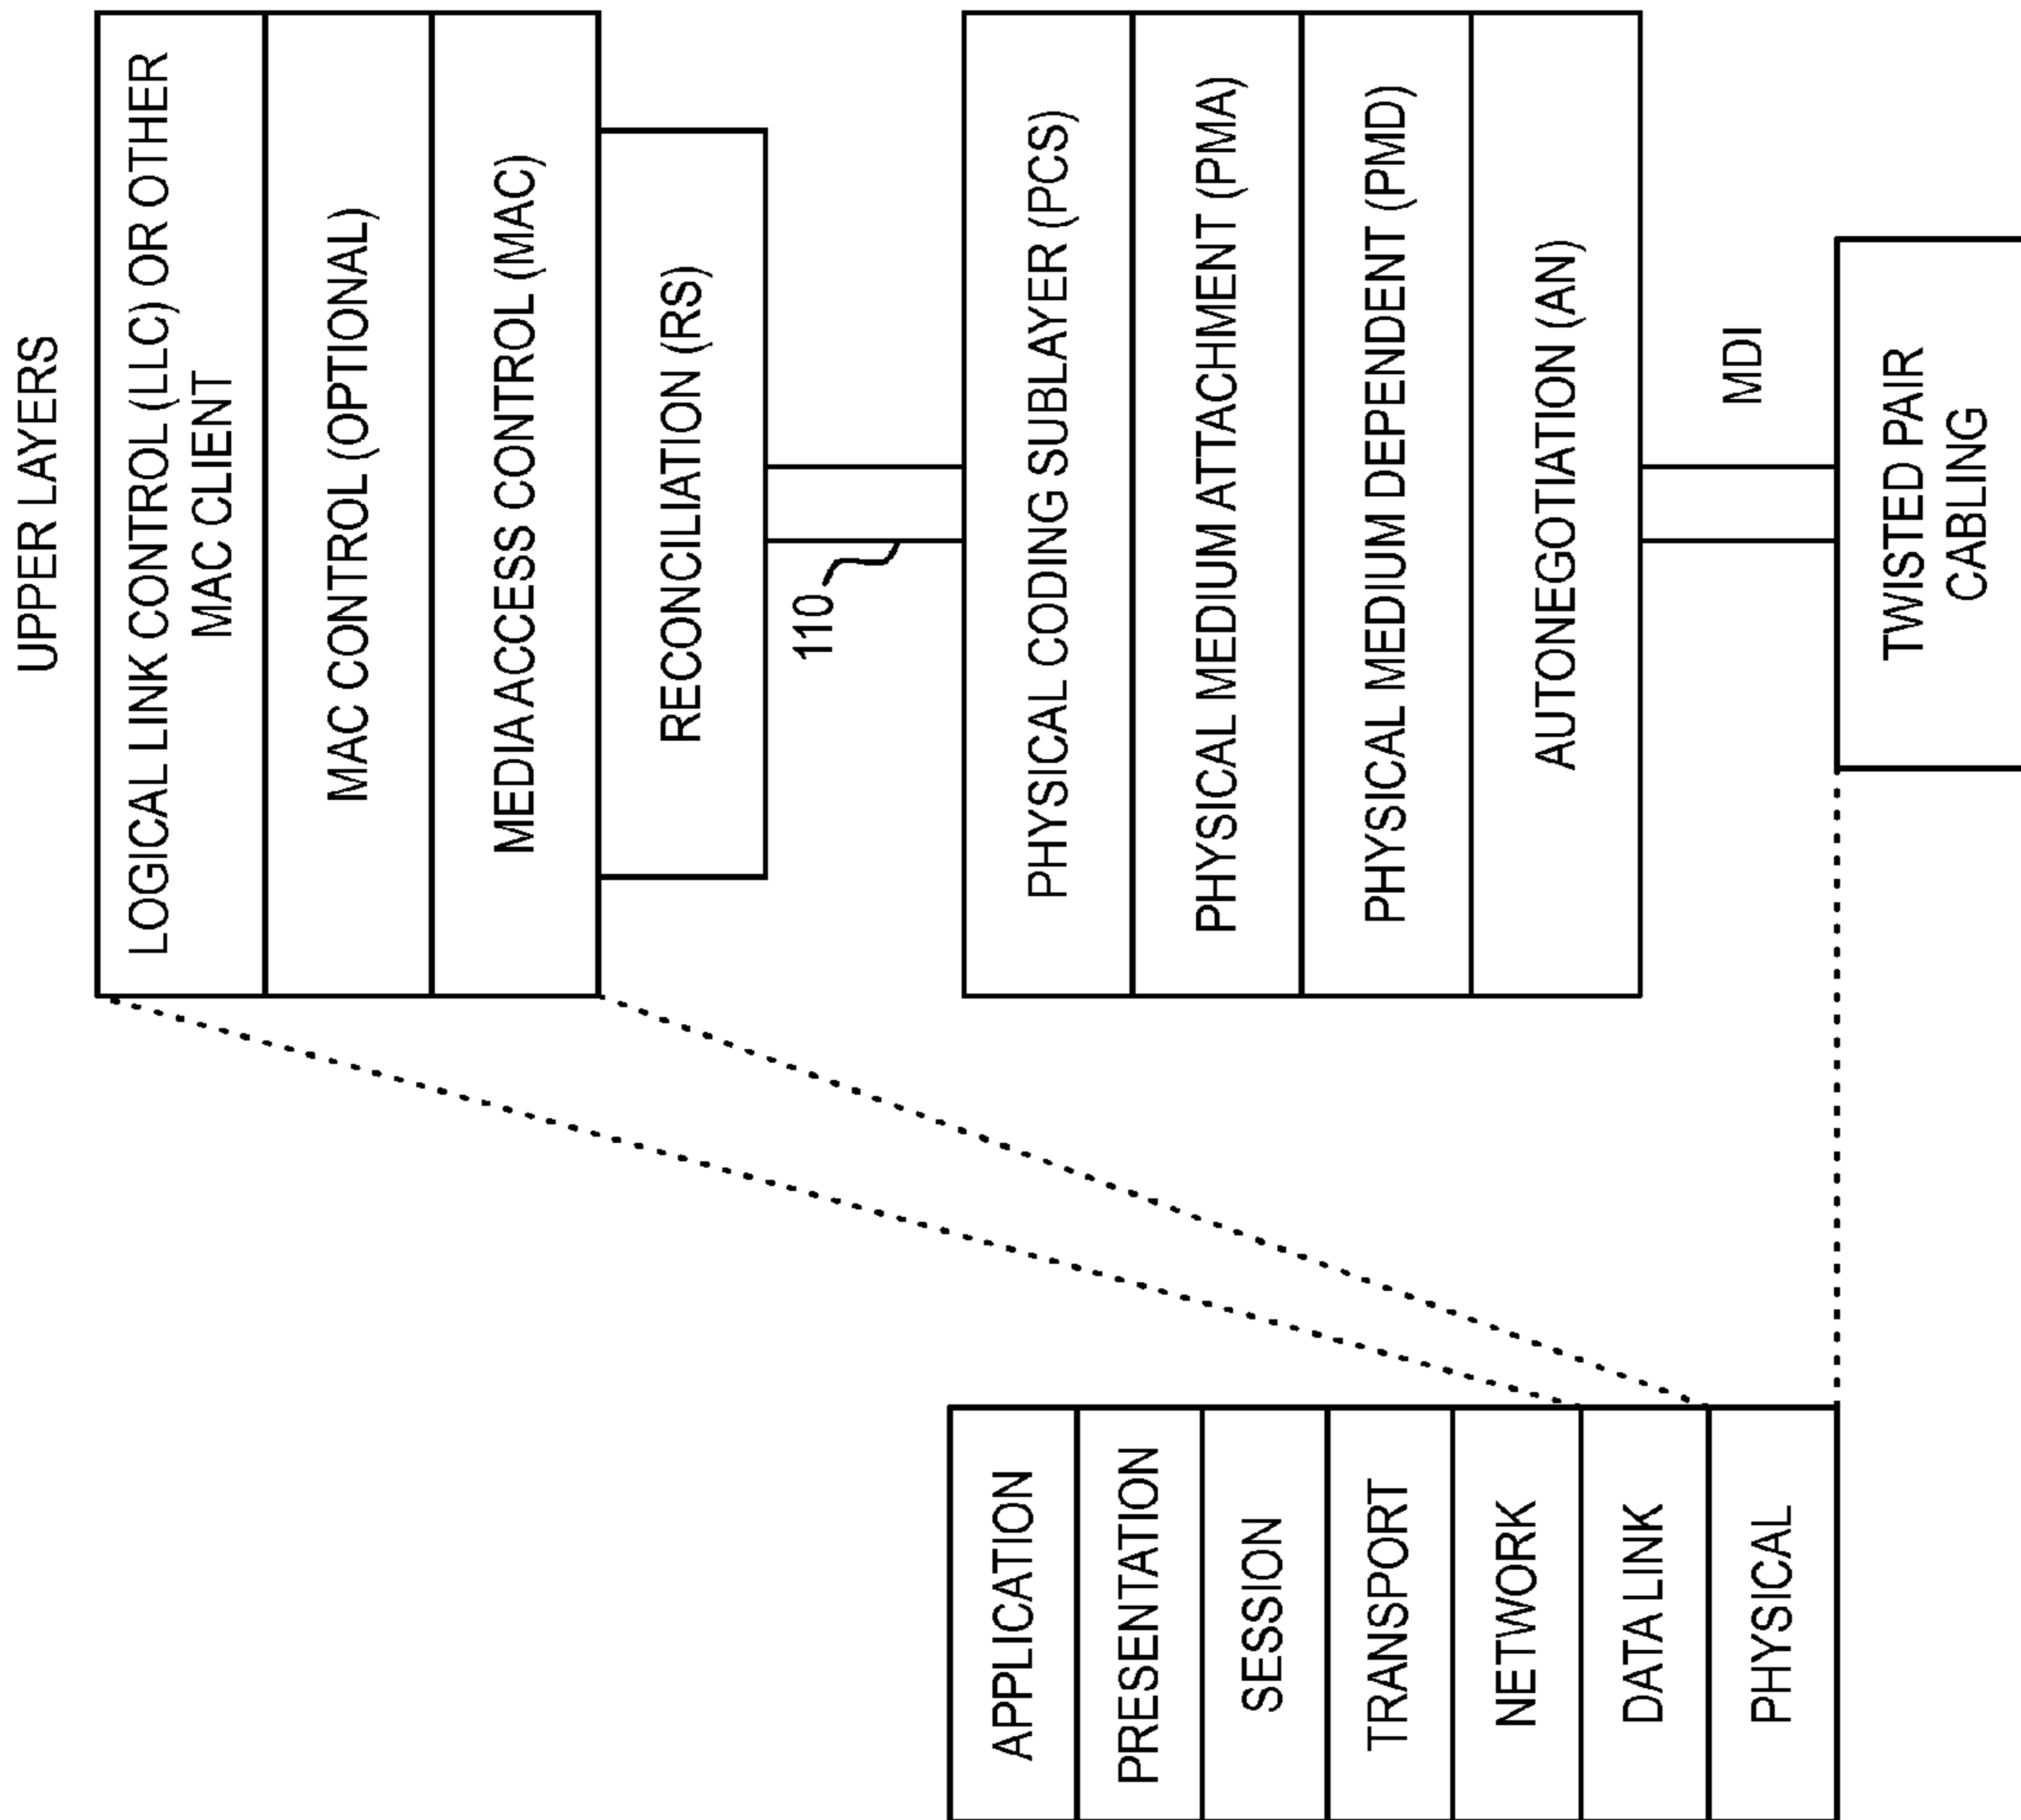 UPPER LAYERS
LOGICAL LINK CONTROL (LLC) OR OTHER
MAC CLIENT
MAC CONTROL (OPTIONAL)
MEDIA ACCESS CONTROL (MAC)
RECONCILIATION (RS)
110
PHYSICAL CODING SUBLAYER (PCS)
PHYSICAL MEDIUM ATTACHMENT (PMA)
PHYSICAL MEDIUM DEPENDENT (PMD)
AUTONEGOTIATION (AN)
MDI
TWISTED PAIR
CABLING
APPLICATION
PRESENTATION
SESSION
TRANSPORT
NETWORK
DATA LINK
PHYSICAL